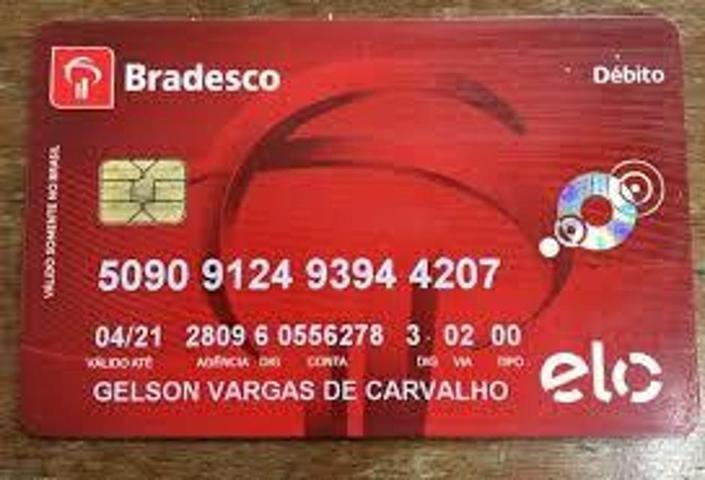 Bradesco
Débito
VÁLIDO SOMENTE NO BRASIL
5090 9124 9394 4207
04/21 2809 6 0556278 3 02 00
VÁLIDO ATÉ AGÊNCIA DIG CONTA DIG VIA TIPO
GELSON VARGAS DE CARVALHO
elo